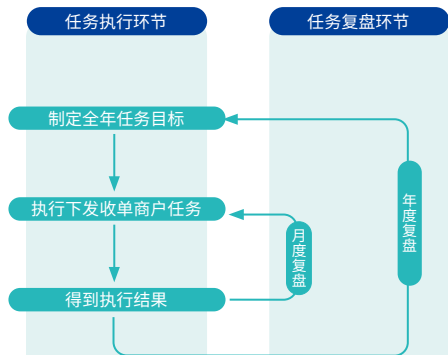 任务执行环节
任务复盘环节
制定全年任务目标
执行下发收单商户任务
得到执行结果
月度复盘
年度复盘